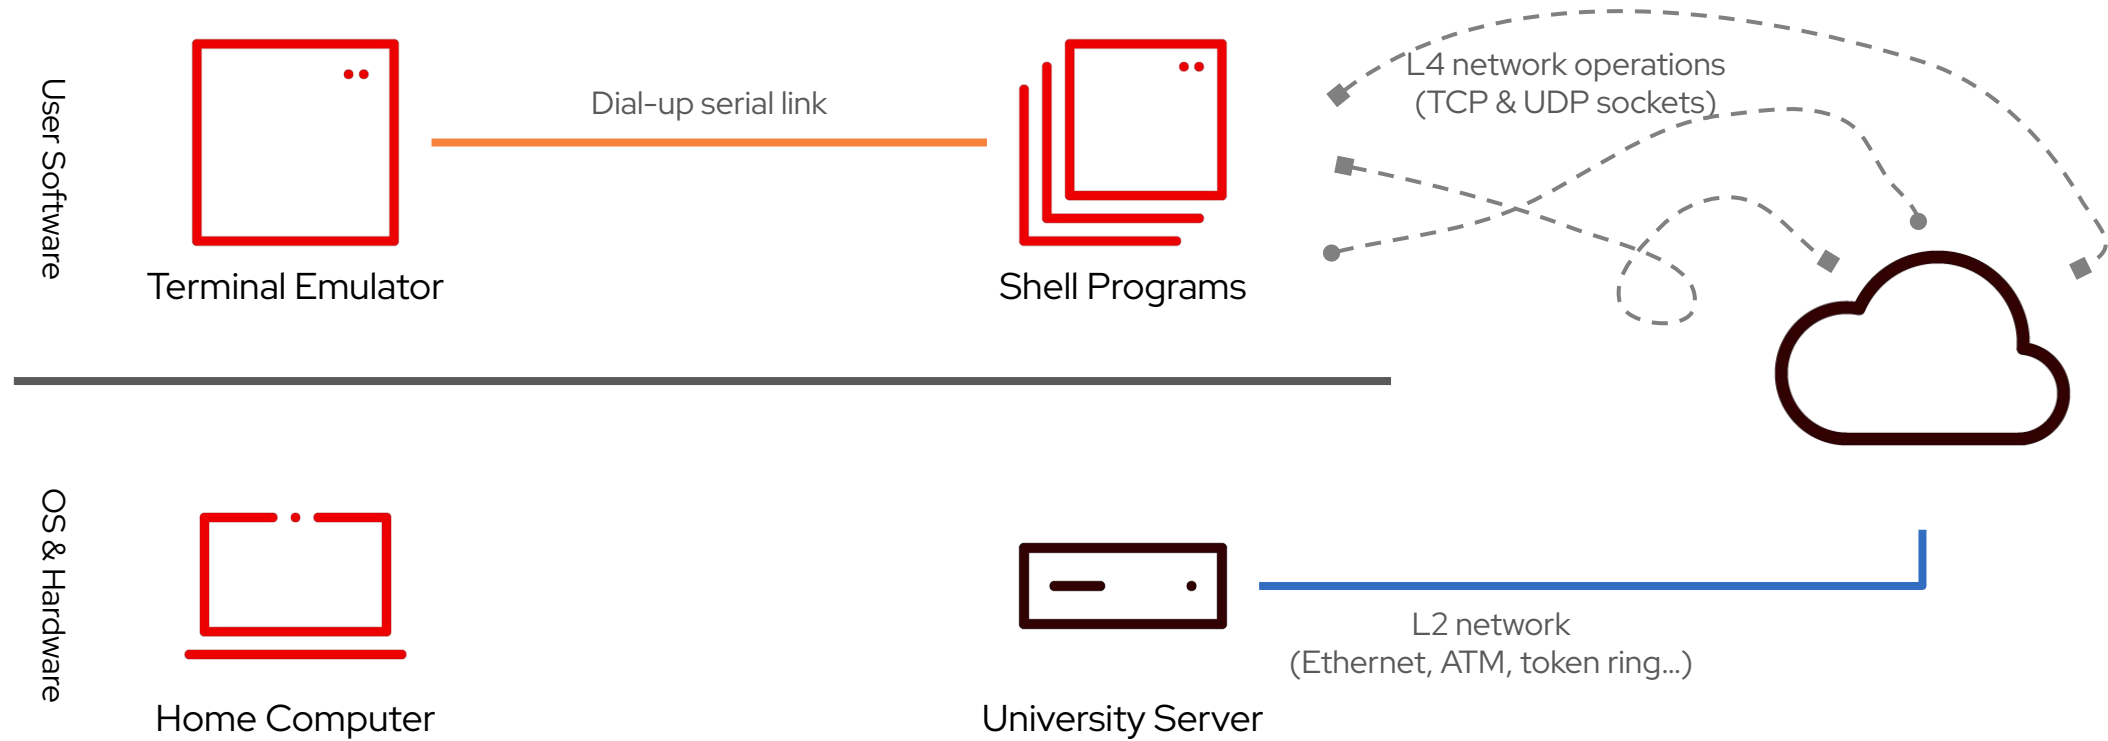 User Software
Dial-up serial link
L4 network operations
(TCP & UDP sockets)
Terminal Emulator
Shell Programs
OS & Hardware
L2 network
(Ethernet, ATM, token ring...)
Home Computer
University Server